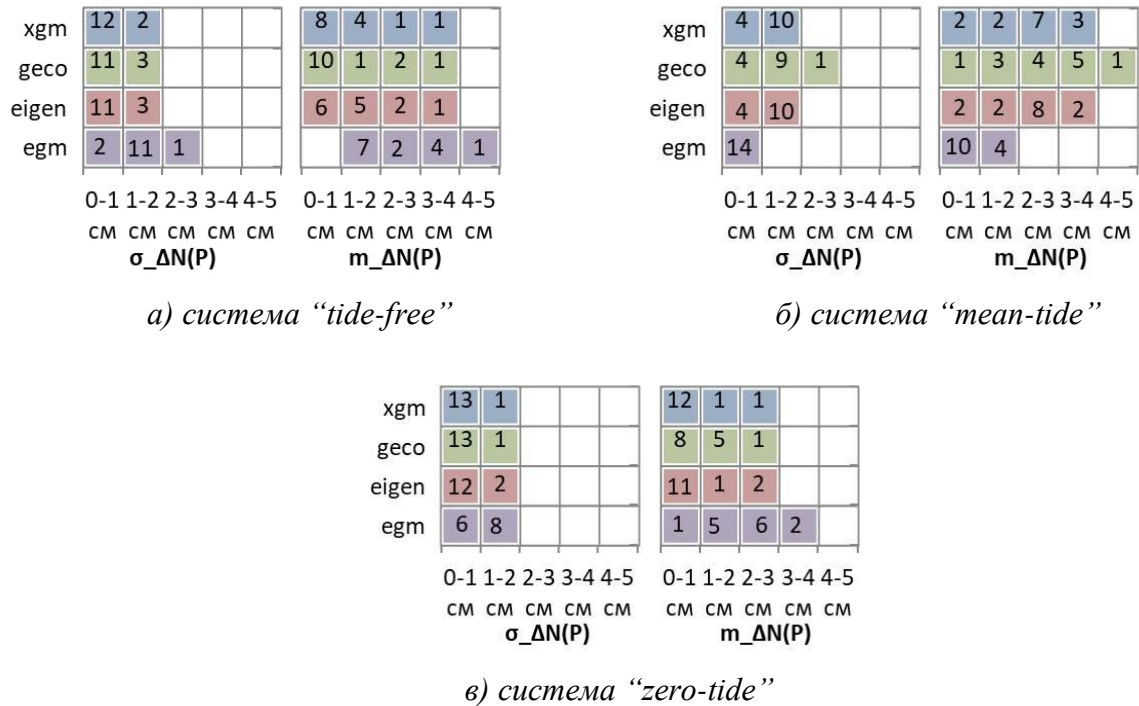 xgm 12 2 8 4 1 1
geco 11 3 10 1 2 1
eigen 11 3 6 5 2 1
egm 2 11 1 7 2 4 1
0-1 1-2 2-3 3-4 4-5 0-1 1-2 2-3 3-4 4-5
см см см см см см см см см см
σ_ΔN(P) m_ΔN(P)
а) система “tide-free”
xgm 4 10 2 2 7 3
geco 4 9 1 1 3 4 5 1
eigen 4 10 2 2 8 2
egm 14 10 4
0-1 1-2 2-3 3-4 4-5 0-1 1-2 2-3 3-4 4-5
см см см см см см см см см см
σ_ΔN(P) m_ΔN(P)
б) система “mean-tide”
xgm 13 1 12 1 1
geco 13 1 8 5 1
eigen 12 2 11 1 2
egm 6 8 1 5 6 2
0-1 1-2 2-3 3-4 4-5 0-1 1-2 2-3 3-4 4-5
см см см см см см см см см см
σ_ΔN(P) m_ΔN(P)
в) система “zero-tide”